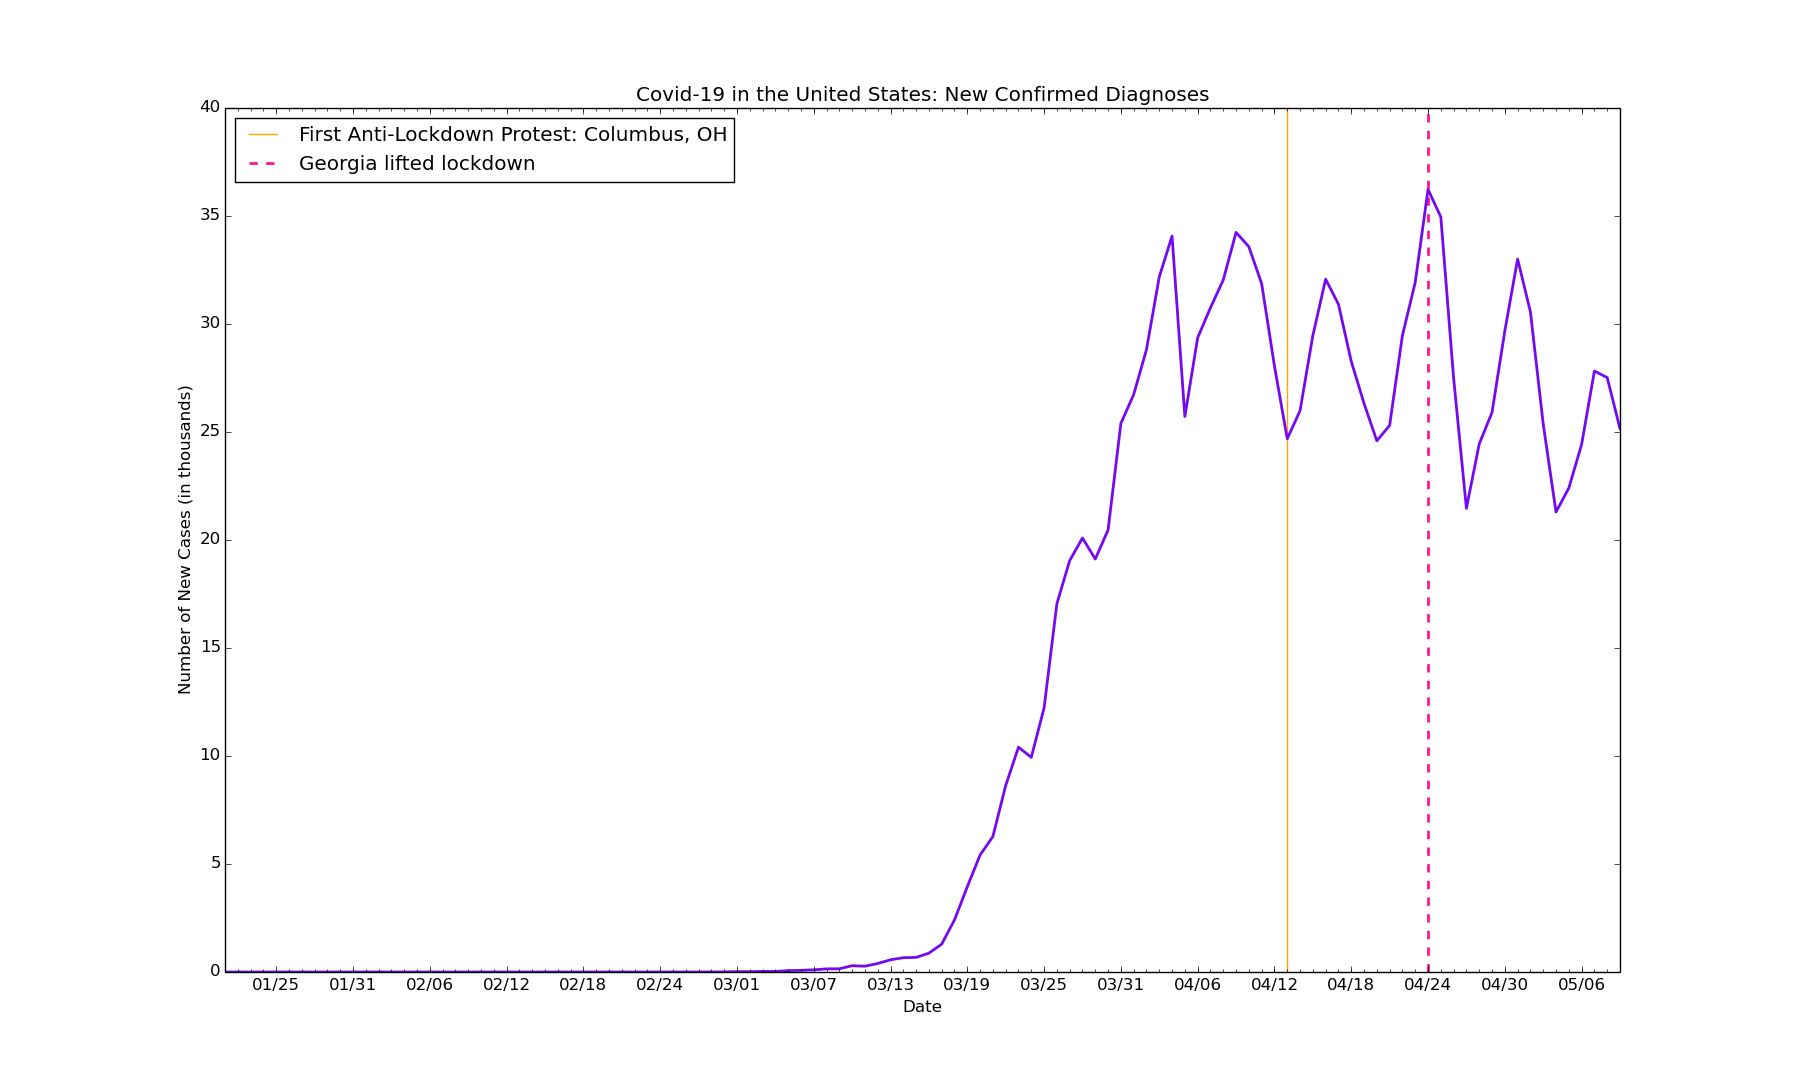 Covid-19 in the United States: New Confirmed Diagnoses
First Anti-Lockdown Protest: Columbus, OH
Georgia lifted lockdown
Number of New Cases (in thousands)
40
35
30
25
20
15
10
5
0
01/25 01/31 02/06 02/12 02/18 02/24 03/01 03/07 03/13 03/19 03/25 03/31 04/06 04/12 04/18 04/24 04/30 05/06
Date